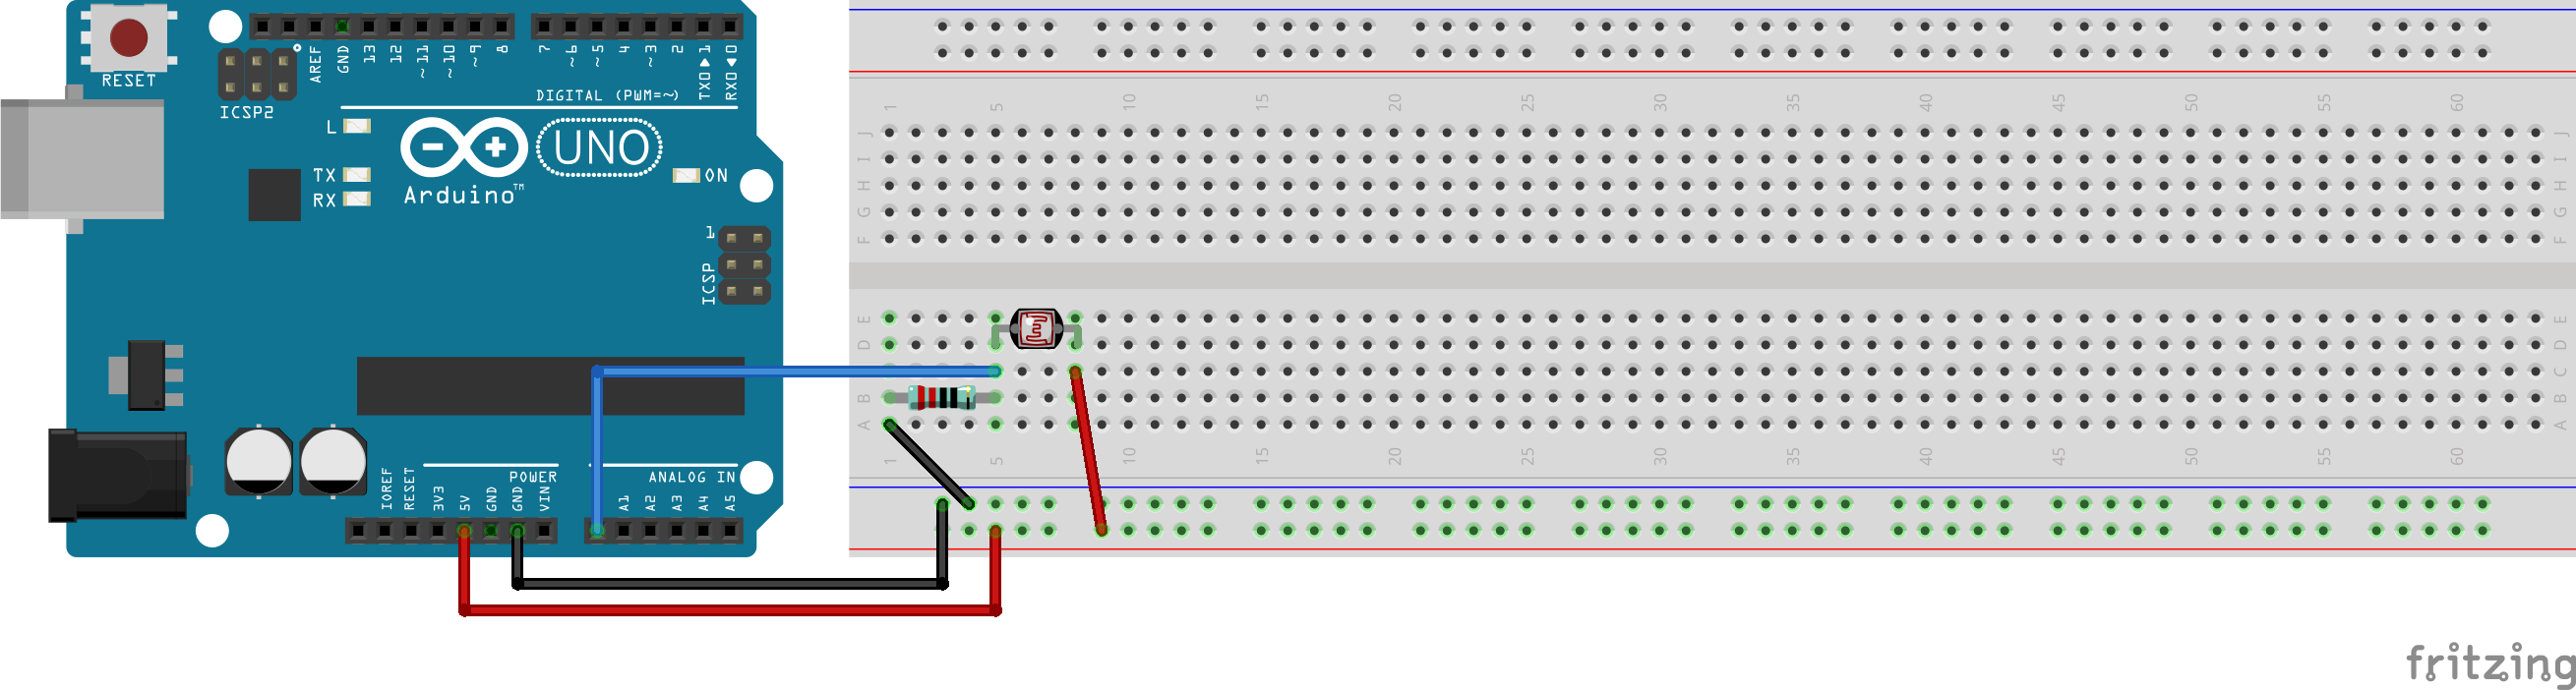 RESET
ICSP2
AREF
GND
13
12
~11
~10
~9
8
7
~6
~5
4
~3
2
TX0▶1
RX0◀0
DIGITAL (PWM=~)
L
TX
RX
Arduino™
UNO
ON
1
ICSP
IOREF
RESET
3V3
5V
GND
GND
VIN
POWER
ANALOG IN
A1
A2
A3
A4
A5
1 5 10 15 20 25 30 35 40 45 50 55 60
J J
I I
H H
G G
F F
E E
D D
C C
B B
A A
1 5 10 15 20 25 30 35 40 45 50 55 60
fritzing